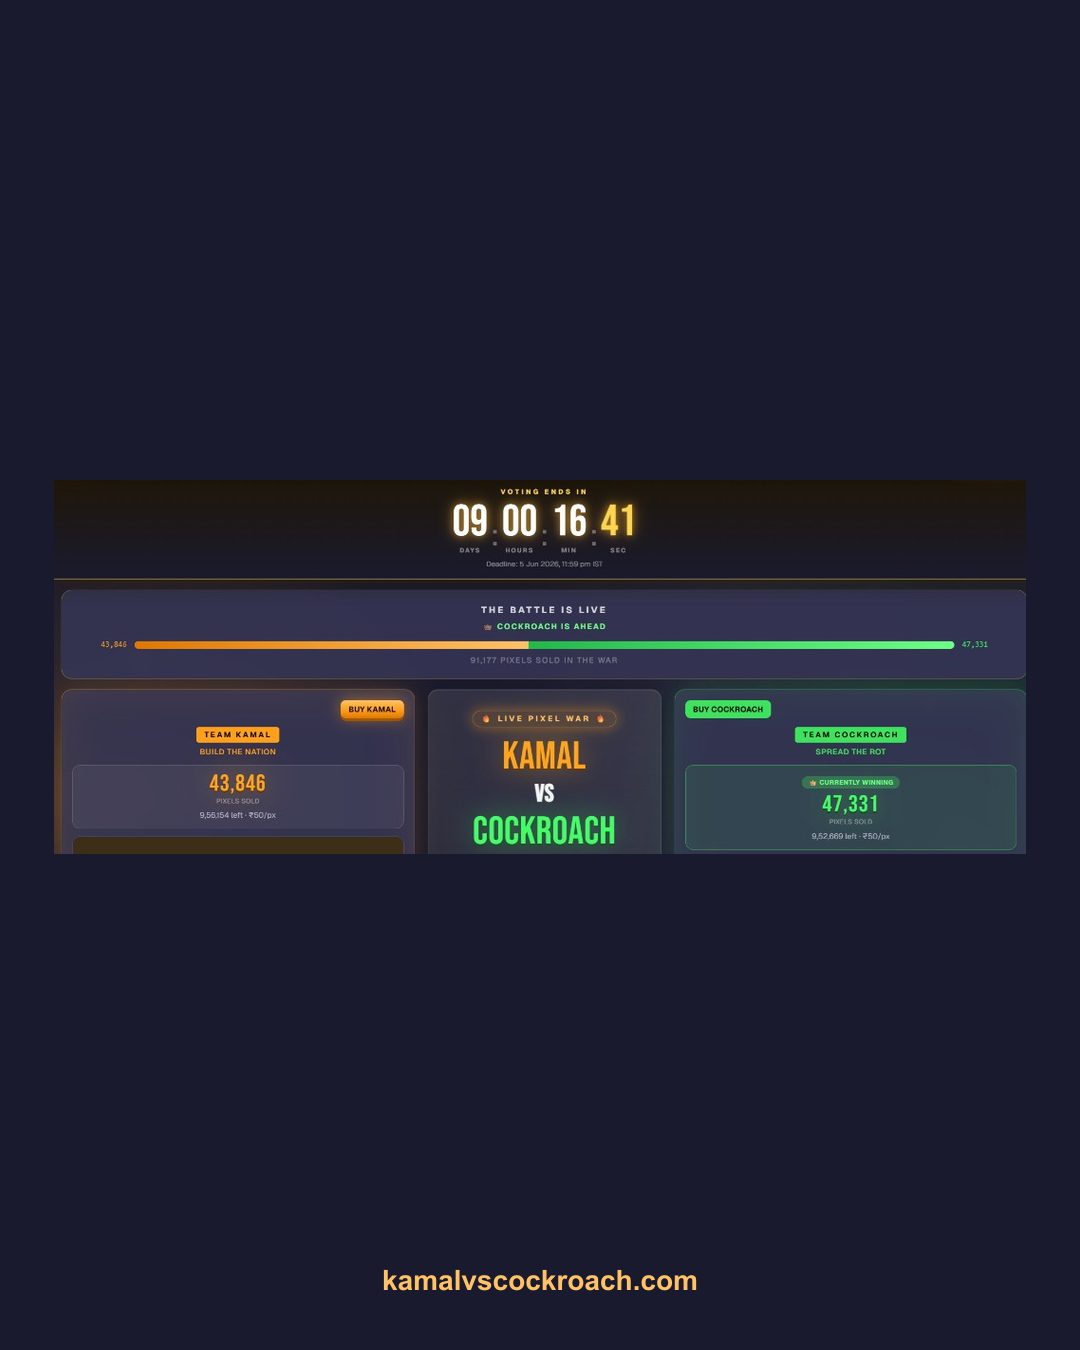 VOTING ENDS IN
09 : 00 : 16 : 41
DAYS HOURS MIN SEC
Deadline: 5 Jun 2026, 11:59 pm IST
THE BATTLE IS LIVE
COCKROACH IS AHEAD
43,846 47,331
91,177 PIXELS SOLD IN THE WAR
BUY KAMAL
TEAM KAMAL
BUILD THE NATION
43,846
PIXELS SOLD
9,56,154 left · ₹50/px
LIVE PIXEL WAR
KAMAL
VS
COCKROACH
BUY COCKROACH
TEAM COCKROACH
SPREAD THE ROT
CURRENTLY WINNING
47,331
PIXELS SOLD
9,52,669 left · ₹50/px
kamalvscockroach.com